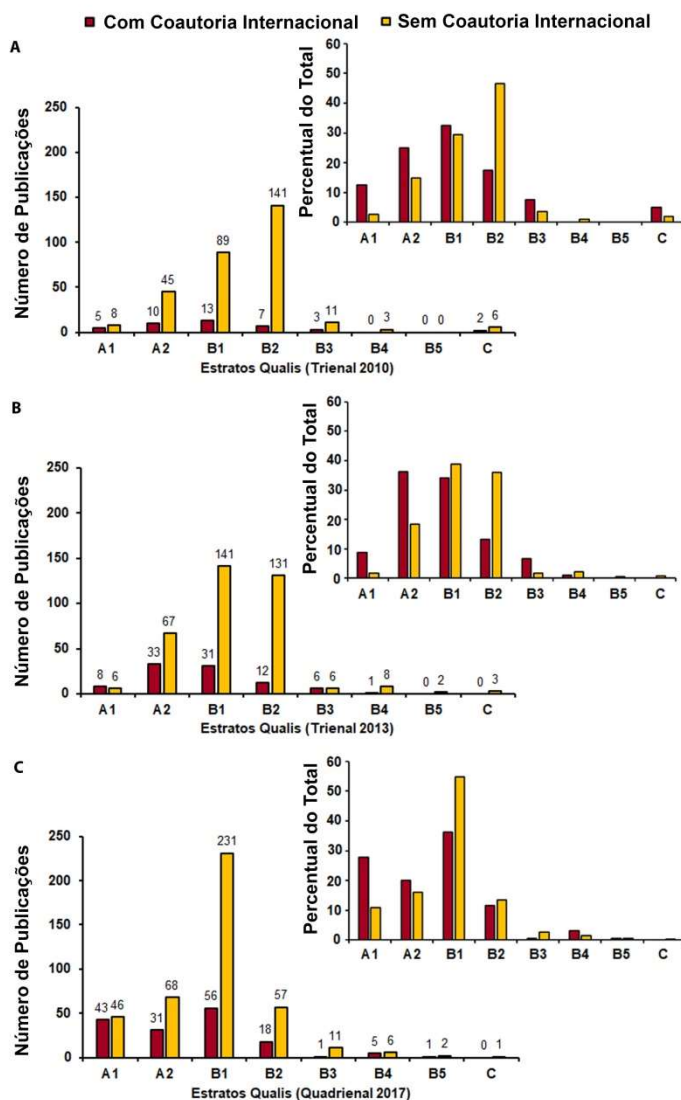 Com Coautoria Internacional Sem Coautoria Internacional
A
Número de Publicações
250
200
150
100
50
0
5 8 10 45 13 89 7 141 3 11 0 3 0 0 2 6
A1 A2 B1 B2 B3 B4 B5 C
Estratos Qualis (Trienal 2010)
Percentual do Total
60
50
40
30
20
10
0
A1 A2 B1 B2 B3 B4 B5 C
B
Número de Publicações
250
200
150
100
50
0
8 6 33 67 31 141 12 131 6 6 1 8 0 2 0 3
A1 A2 B1 B2 B3 B4 B5 C
Estratos Qualis (Trienal 2013)
Percentual do Total
60
50
40
30
20
10
0
A1 A2 B1 B2 B3 B4 B5 C
C
Número de Publicações
250
200
150
100
50
0
43 46 31 68 56 231 18 57 1 11 5 6 1 2 0 1
A1 A2 B1 B2 B3 B4 B5 C
Estratos Qualis (Quadrienal 2017)
Percentual do Total
60
50
40
30
20
10
0
A1 A2 B1 B2 B3 B4 B5 C